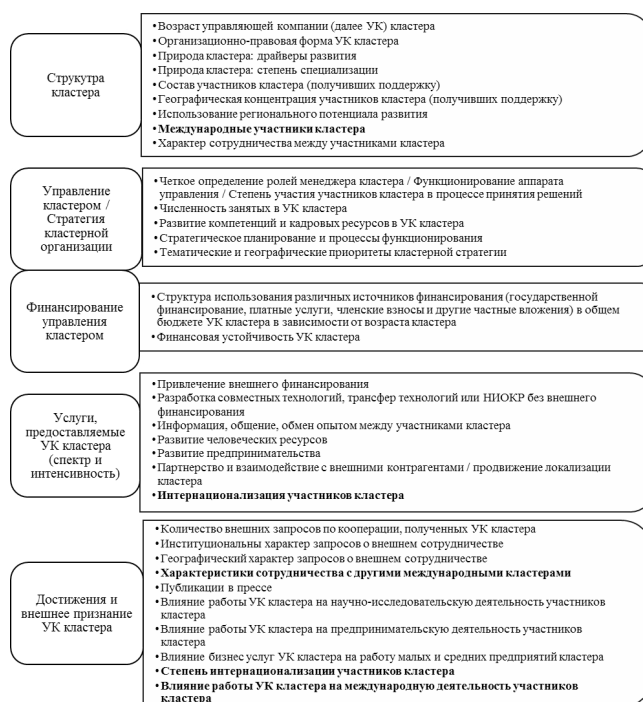 Струкутра
кластера
• Возраст управляющей компании (далее УК) кластера
• Организационно-правовая форма УК кластера
• Природа кластера: драйверы развития
• Природа кластера: степень специализации
• Состав участников кластера (получивших поддержку)
• Географическая концентрация участников кластера (получивших поддержку)
• Использование регионального потенциала развития
• Международные участники кластера
• Характер сотрудничества между участниками кластера
Управление
кластером /
Стратегия
кластерной
организации
• Четкое определение ролей менеджера кластера / Функционирование аппарата
управления / Степень участия участников кластера в процессе принятия решений
• Численность занятых в УК кластера
• Развитие компетенций и кадровых ресурсов в УК кластера
• Стратегическое планирование и процессы функционирования
• Тематические и географические приоритеты кластерной стратегии
Финансирование
управления
кластером
• Структура использования различных источников финансирования (государственной
финансирование, платные услуги, членские взносы и другие частные вложения) в общем
бюджете УК кластера в зависимости от возраста кластера
• Финансовая устойчивость УК кластера
Услуги,
предоставляемые
УК кластера
(спектр и
интенсивность)
• Привлечение внешнего финансирования
• Разработка совместных технологий, трансфер технологий или НИОКР без внешнего
финансирования
• Информация, общение, обмен опытом между участниками кластера
• Развитие человеческих ресурсов
• Развитие предпринимательства
• Партнерство и взаимодействие с внешними контрагентами / продвижение локализации
кластера
• Интернационализация участников кластера
Достижения и
внешнее признание
УК кластера
• Количество внешних запросов по кооперации, полученных УК кластера
• Институциональны характер запросов о внешнем сотрудничестве
• Географический характер запросов о внешнем сотрудничестве
• Характеристики сотрудничества с другими международными кластерами
• Публикации в прессе
• Влияние работы УК кластера на научно-исследовательскую деятельность участников
кластера
• Влияние работы УК кластера на предпринимательскую деятельность участников
кластера
• Влияние бизнес услуг УК кластера на работу малых и средних предприятий кластера
• Степень интернационализации участников кластера
• Влияние работы УК кластера на международную деятельность участников
кластера